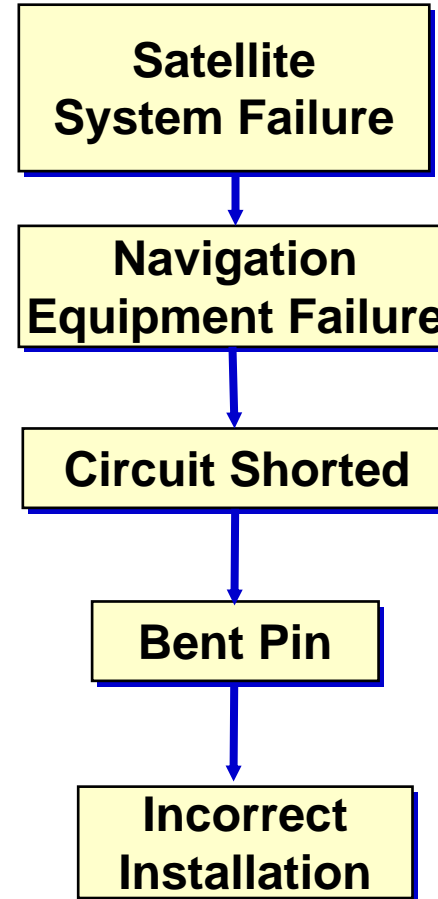 Satellite
System Failure
Navigation
Equipment Failure
Circuit Shorted
Bent Pin
Incorrect
Installation